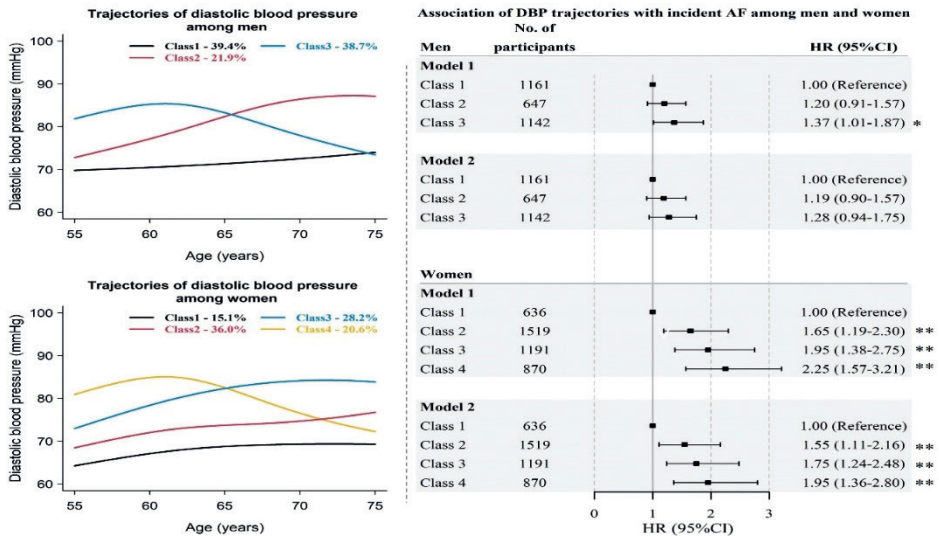 Trajectories of diastolic blood pressure
among men
Class1 - 39.4% Class3 - 38.7%
Class2 - 21.9%
Diastolic blood pressure (mmHg)
100
90
80
70
60
55 60 65 70 75
Age (years)
Trajectories of diastolic blood pressure
among women
Class1 - 15.1% Class3 - 28.2%
Class2 - 36.0% Class4 - 20.6%
Diastolic blood pressure (mmHg)
100
90
80
70
60
55 60 65 70 75
Age (years)
Association of DBP trajectories with incident AF among men and women
No. of
Men participants HR (95%CI)
Model 1
Class 1 1161 1.00 (Reference)
Class 2 647 1.20 (0.91-1.57)
Class 3 1142 1.37 (1.01-1.87) *
Model 2
Class 1 1161 1.00 (Reference)
Class 2 647 1.19 (0.90-1.57)
Class 3 1142 1.28 (0.94-1.75)
Women
Model 1
Class 1 636 1.00 (Reference)
Class 2 1519 1.65 (1.19-2.30) **
Class 3 1191 1.95 (1.38-2.75) **
Class 4 870 2.25 (1.57-3.21) **
Model 2
Class 1 636 1.00 (Reference)
Class 2 1519 1.55 (1.11-2.16) **
Class 3 1191 1.75 (1.24-2.48) **
Class 4 870 1.95 (1.36-2.80) **
0 1 2 3
HR (95%CI)